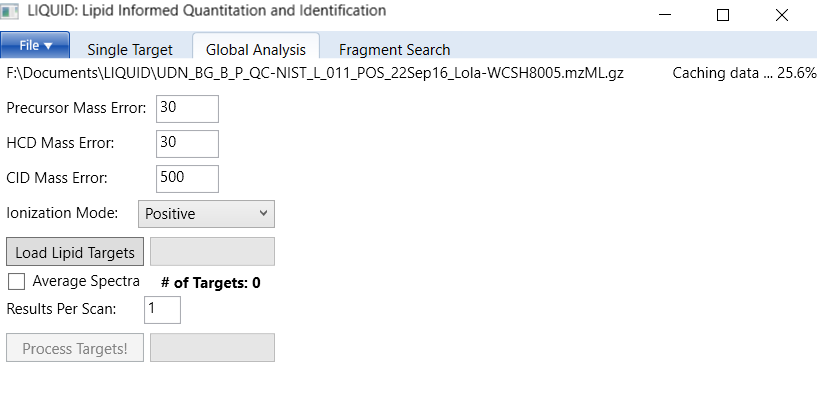 LIQUID: Lipid Informed Quantitation and Identification
File Single Target Global Analysis Fragment Search
F:\Documents\LIQUID\UDN_BG_B_P_QC-NIST_L_011_POS_22Sep16_Lola-WCSH8005.mzML.gz Caching data ... 25.6%
Precursor Mass Error: 30
HCD Mass Error: 30
CID Mass Error: 500
Ionization Mode: Positive
Load Lipid Targets
Average Spectra # of Targets: 0
Results Per Scan: 1
Process Targets!